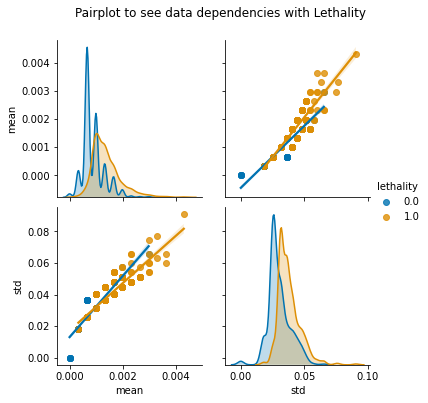 Pairplot to see data dependencies with Lethality
0.004
0.003
0.002
0.001
0.000
mean
lethality
0.0
1.0
0.08
0.06
0.04
0.02
0.00
std
0.000 0.002 0.004
mean
0.00 0.05 0.10
std